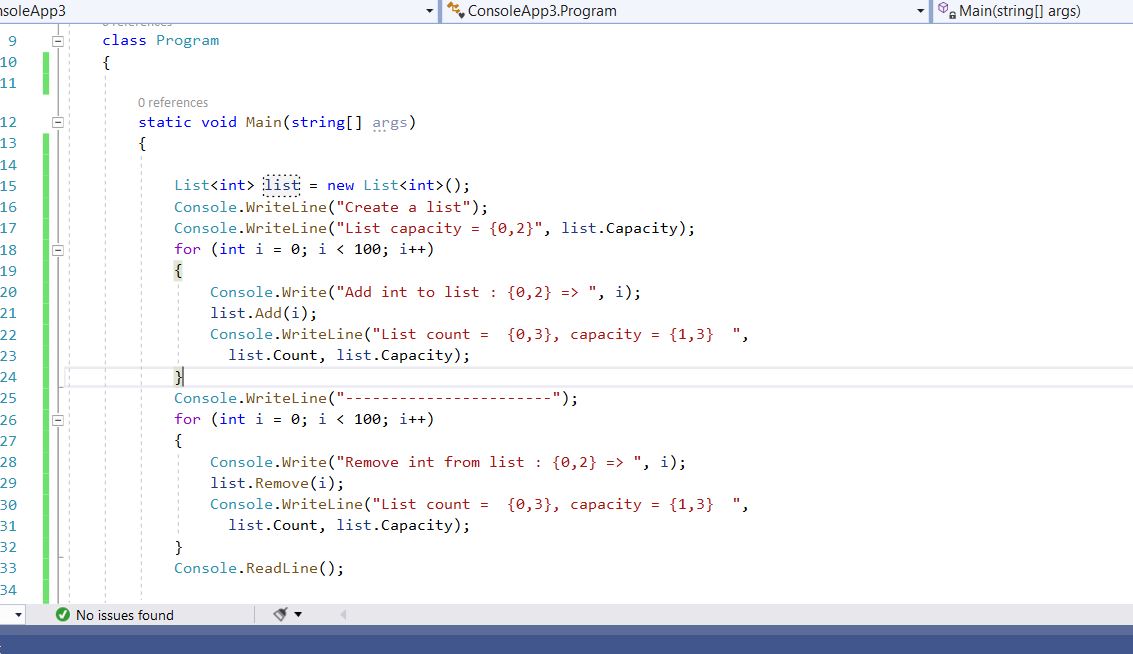 nsoleApp3 ConsoleApp3.Program Main(string[] args)
9 class Program
10 {
11
0 references
12 static void Main(string[] args)
13 {
14
15 List<int> list = new List<int>();
16 Console.WriteLine("Create a list");
17 Console.WriteLine("List capacity = {0,2}", list.Capacity);
18 for (int i = 0; i < 100; i++)
19 {
20 Console.Write("Add int to list : {0,2} => ", i);
21 list.Add(i);
22 Console.WriteLine("List count =  {0,3}, capacity = {1,3}  ",
23 list.Count, list.Capacity);
24 }
25 Console.WriteLine("-----------------------");
26 for (int i = 0; i < 100; i++)
27 {
28 Console.Write("Remove int from list : {0,2} => ", i);
29 list.Remove(i);
30 Console.WriteLine("List count =  {0,3}, capacity = {1,3}  ",
31 list.Count, list.Capacity);
32 }
33 Console.ReadLine();
34
No issues found